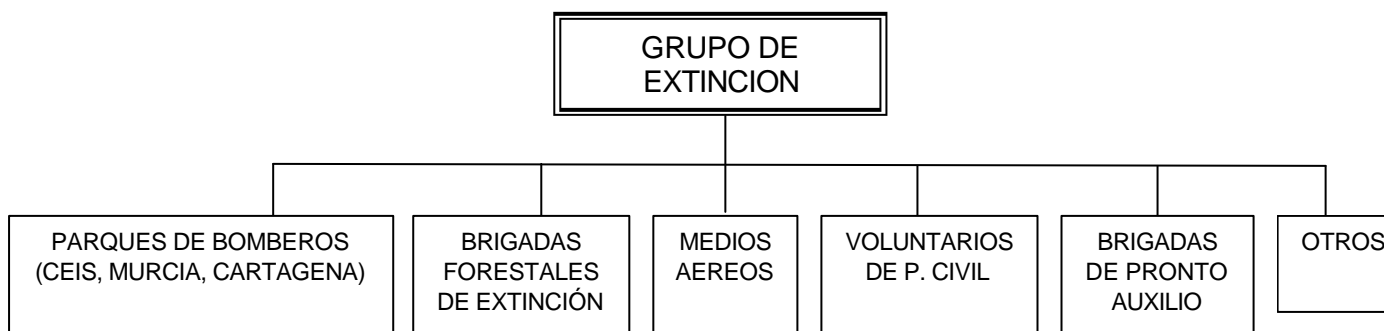 GRUPO DE
EXTINCION
PARQUES DE BOMBEROS
(CEIS, MURCIA, CARTAGENA)
BRIGADAS
FORESTALES
DE EXTINCIÓN
MEDIOS
AEREOS
VOLUNTARIOS
DE P. CIVIL
BRIGADAS
DE PRONTO
AUXILIO
OTROS